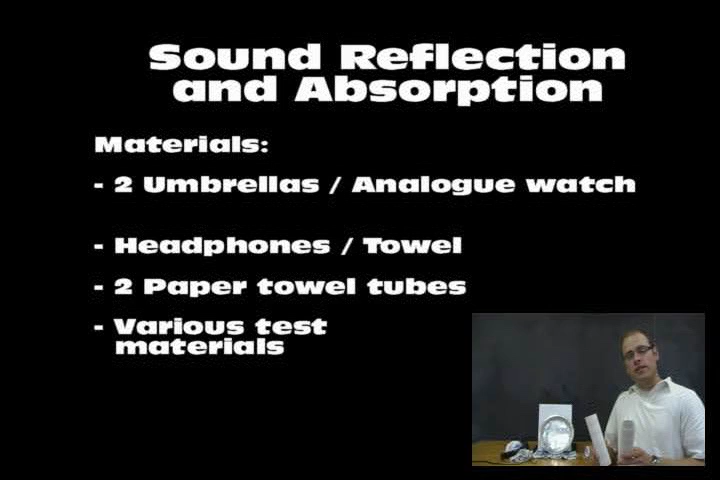 Sound Reflection
and Absorption
Materials:
- 2 Umbrellas / Analogue watch
- Headphones / Towel
- 2 Paper towel tubes
- Various test
materials